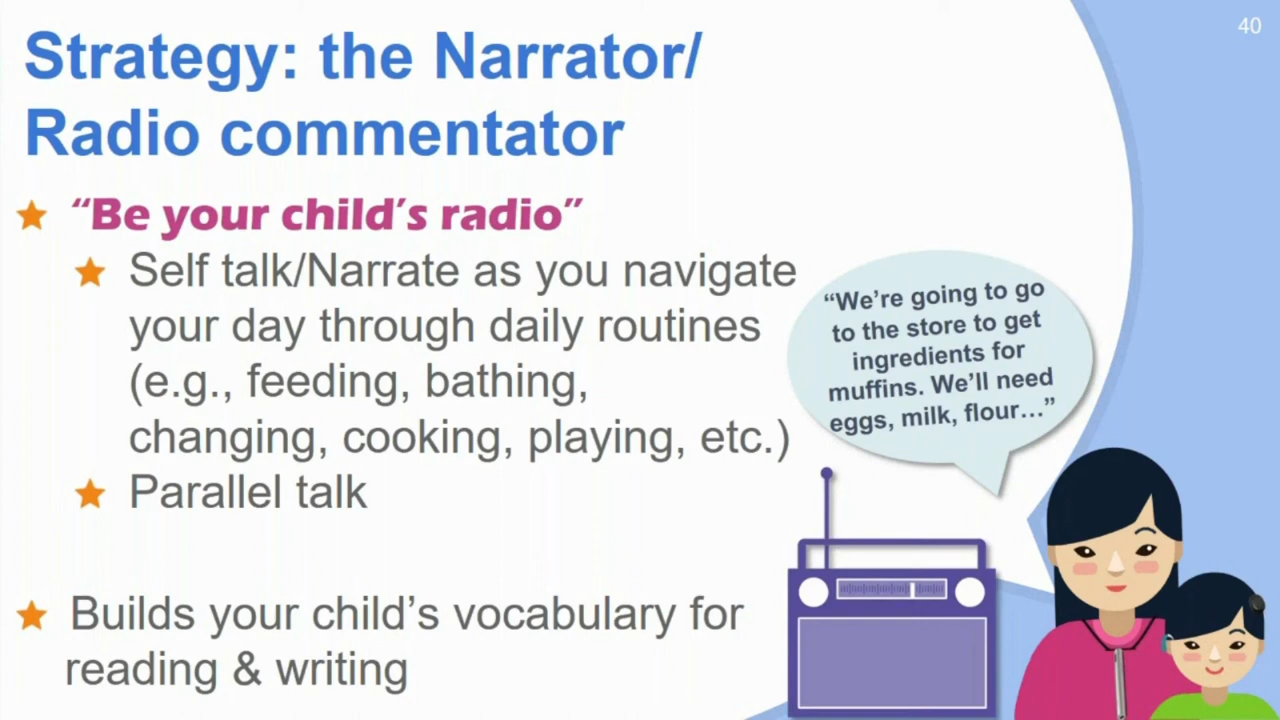 40
Strategy: the Narrator/
Radio commentator
“Be your child’s radio”
Self talk/Narrate as you navigate
your day through daily routines
(e.g., feeding, bathing,
changing, cooking, playing, etc.)
Parallel talk
Builds your child’s vocabulary for
reading & writing
“We’re going to go
to the store to get
ingredients for
muffins. We’ll need
eggs, milk, flour…”